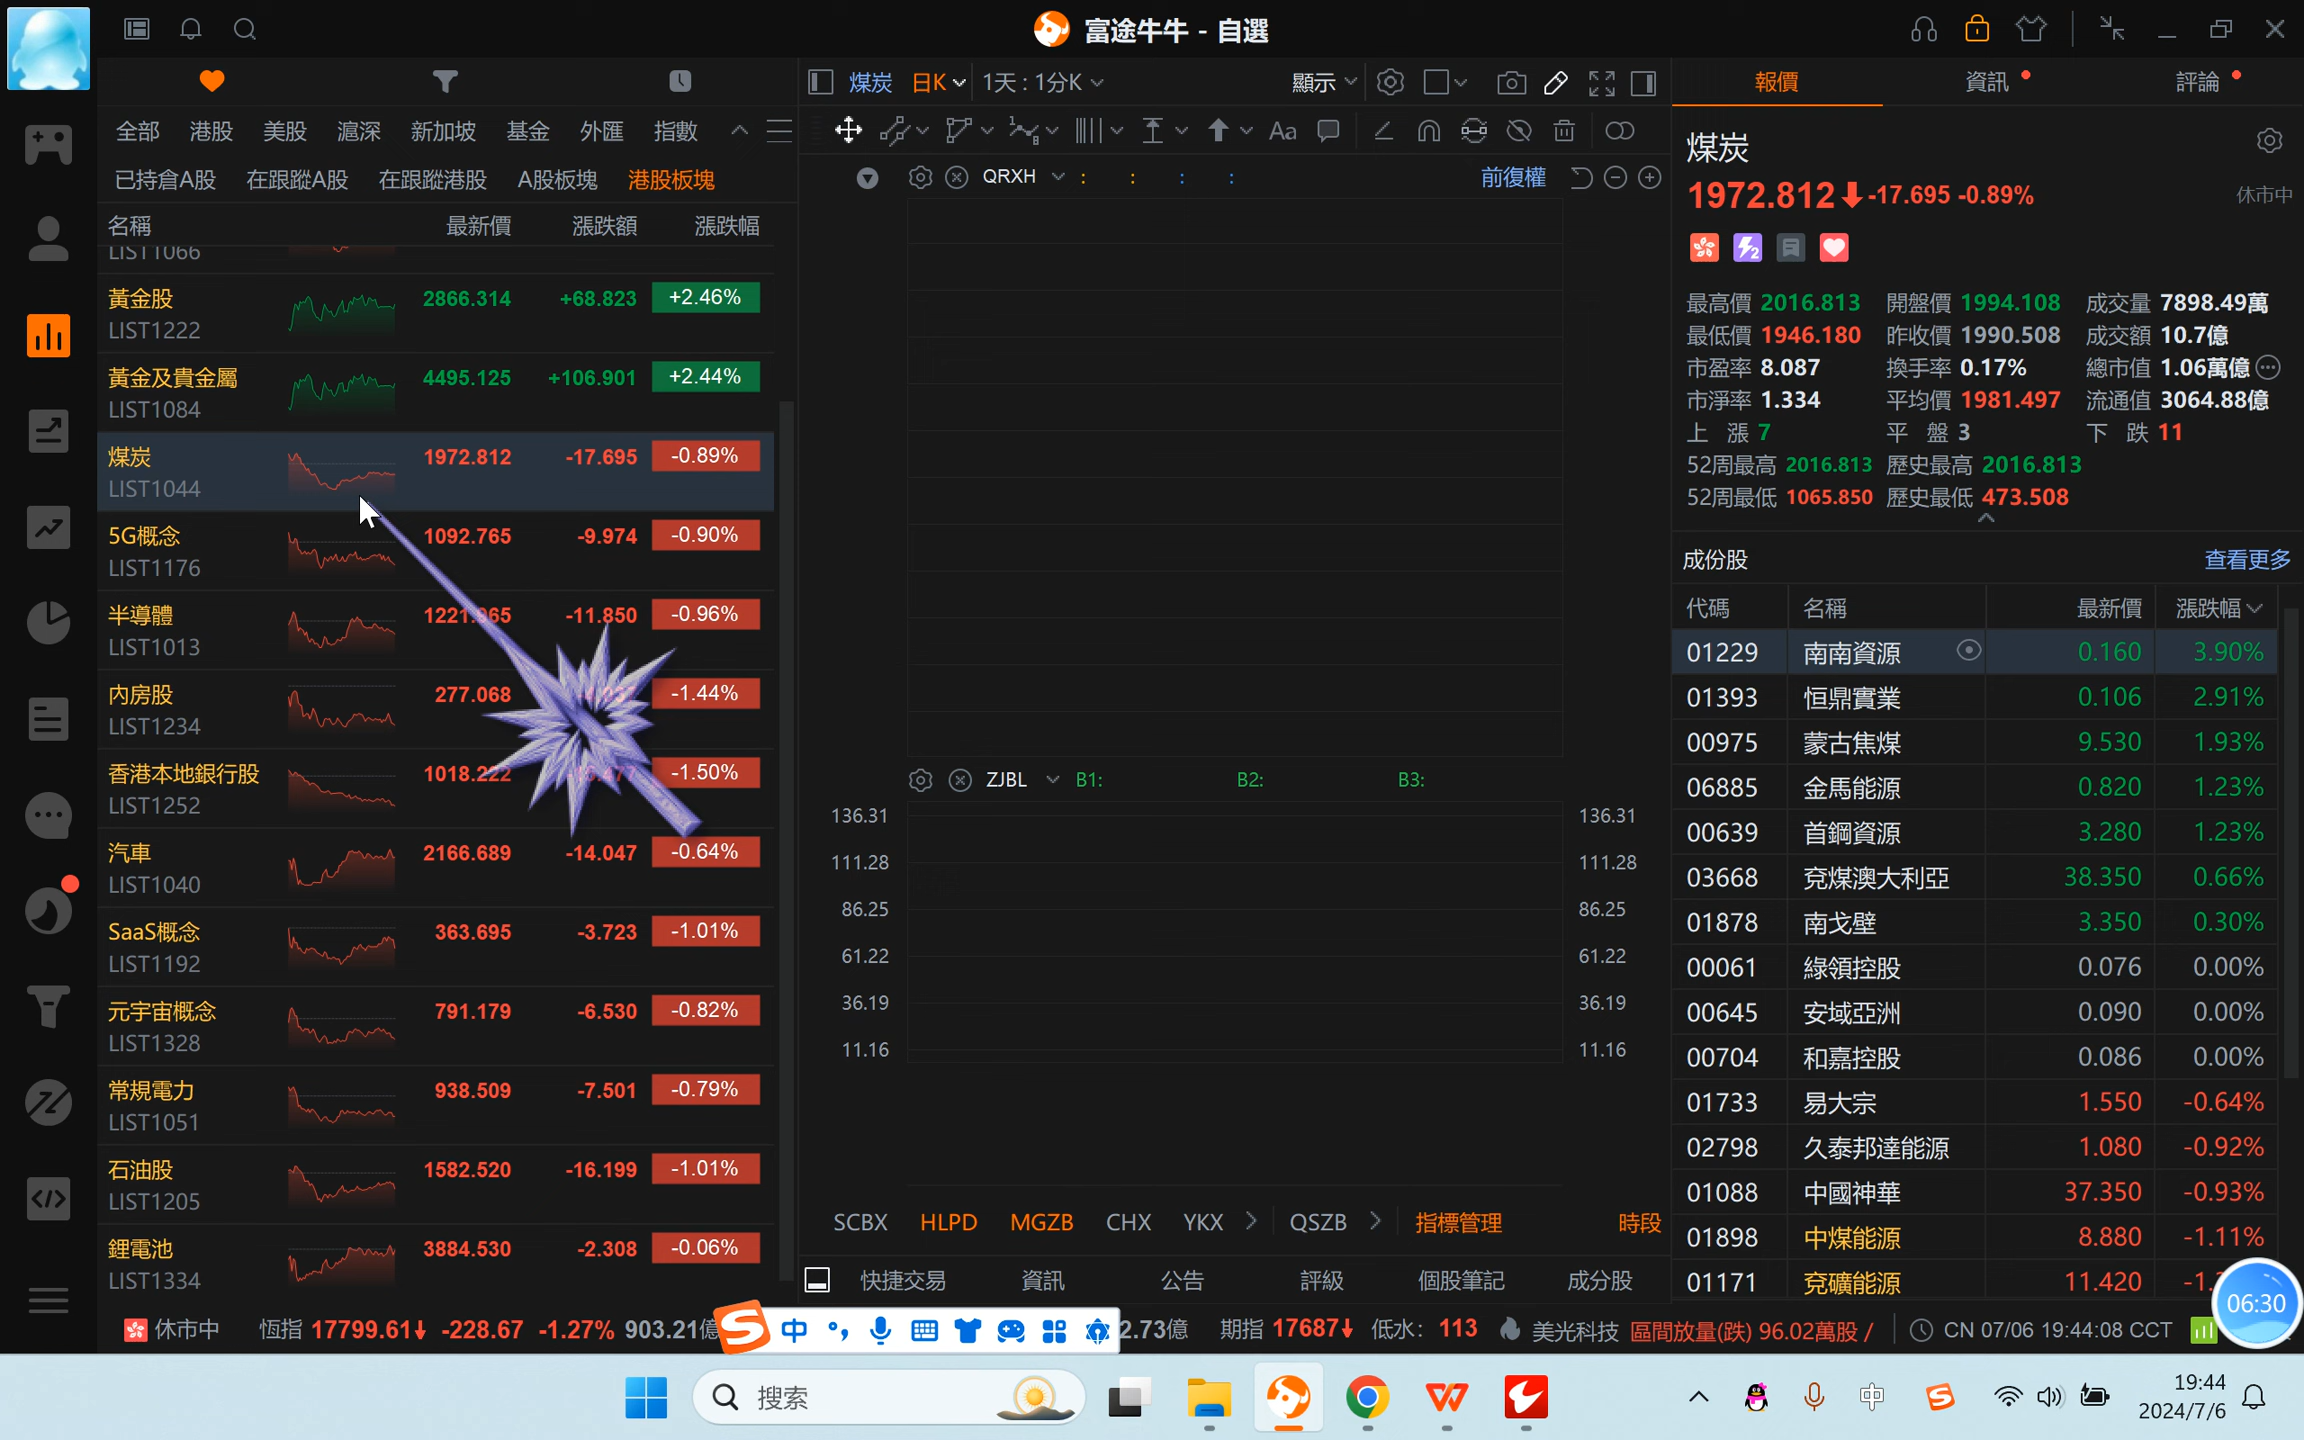 富途牛牛 - 自選
全部 港股 美股 滬深 新加坡 基金 外匯 指數
已持倉A股 在跟蹤A股 在跟蹤港股 A股板塊 港股板塊
名稱 最新價 漲跌額 漲跌幅
LIST1066
黃金股 2866.314 +68.823 +2.46%
LIST1222
黃金及貴金屬 4495.125 +106.901 +2.44%
LIST1084
煤炭 1972.812 -17.695 -0.89%
LIST1044
5G概念 1092.765 -9.974 -0.90%
LIST1176
半導體 -11.850 -0.96%
LIST1013
內房股 277.068 -1.44%
LIST1234
香港本地銀行股 1018.222 -1.50%
LIST1252
汽車 2166.689 -14.047 -0.64%
LIST1040
SaaS概念 363.695 -3.723 -1.01%
LIST1192
元宇宙概念 791.179 -6.530 -0.82%
LIST1328
常規電力 938.509 -7.501 -0.79%
LIST1051
石油股 1582.520 -16.199 -1.01%
LIST1205
鋰電池 3884.530 -2.308 -0.06%
LIST1334
煤炭 日K 1天 : 1分K 顯示
Aa
QRXH : : : : 前復權
ZJBL B1: B2: B3:
136.31 136.31
111.28 111.28
86.25 86.25
61.22 61.22
36.19 36.19
11.16 11.16
SCBX HLPD MGZB CHX YKX QSZB 指標管理 時段
快捷交易 資訊 公告 評級 個股筆記 成分股
報價 資訊 評論
煤炭
1972.812 -17.695 -0.89% 休市中
最高價 2016.813 開盤價 1994.108 成交量 7898.49萬
最低價 1946.180 昨收價 1990.508 成交額 10.7億
市盈率 8.087 換手率 0.17% 總市值 1.06萬億
市淨率 1.334 平均價 1981.497 流通值 3064.88億
上 漲 7 平 盤 3 下 跌 11
52周最高 2016.813 歷史最高 2016.813
52周最低 1065.850 歷史最低 473.508
成份股 查看更多
代碼 名稱 最新價 漲跌幅
01229 南南資源 0.160 3.90%
01393 恒鼎實業 0.106 2.91%
00975 蒙古焦煤 9.530 1.93%
06885 金馬能源 0.820 1.23%
00639 首鋼資源 3.280 1.23%
03668 兗煤澳大利亞 38.350 0.66%
01878 南戈壁 3.350 0.30%
00061 綠領控股 0.076 0.00%
00645 安域亞洲 0.090 0.00%
00704 和嘉控股 0.086 0.00%
01733 易大宗 1.550 -0.64%
02798 久泰邦達能源 1.080 -0.92%
01088 中國神華 37.350 -0.93%
01898 中煤能源 8.880 -1.11%
01171 兗礦能源 11.420 -1.
06:30
休市中 恆指 17799.61 -228.67 -1.27% 903.21億 中 2.73億 期指 17687 低水: 113 美光科技 區間放量(跌) 96.02萬股 / CN 07/06 19:44:08 CCT
搜索 中 19:44
2024/7/6